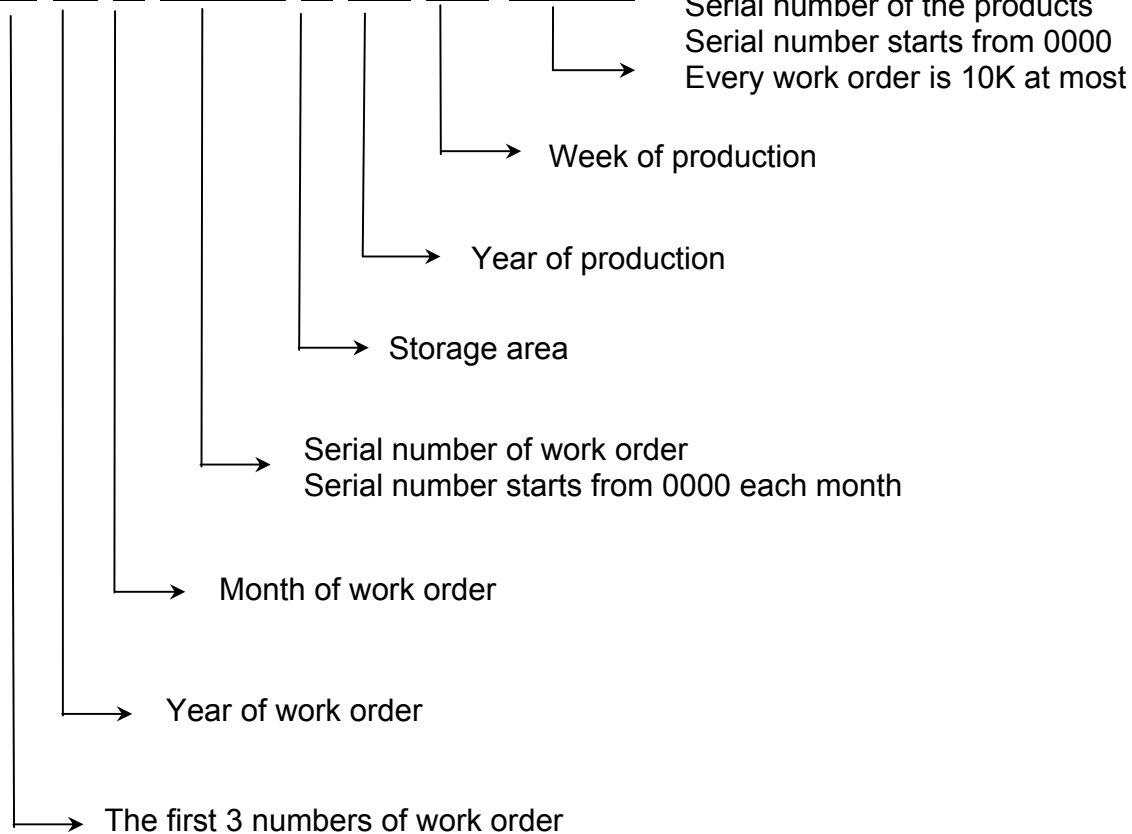 Serial number of the products
Serial number starts from 0000
Every work order is 10K at most
Week of production
Year of production
Storage area
Serial number of work order
Serial number starts from 0000 each month
Month of work order
Year of work order
The first 3 numbers of work order